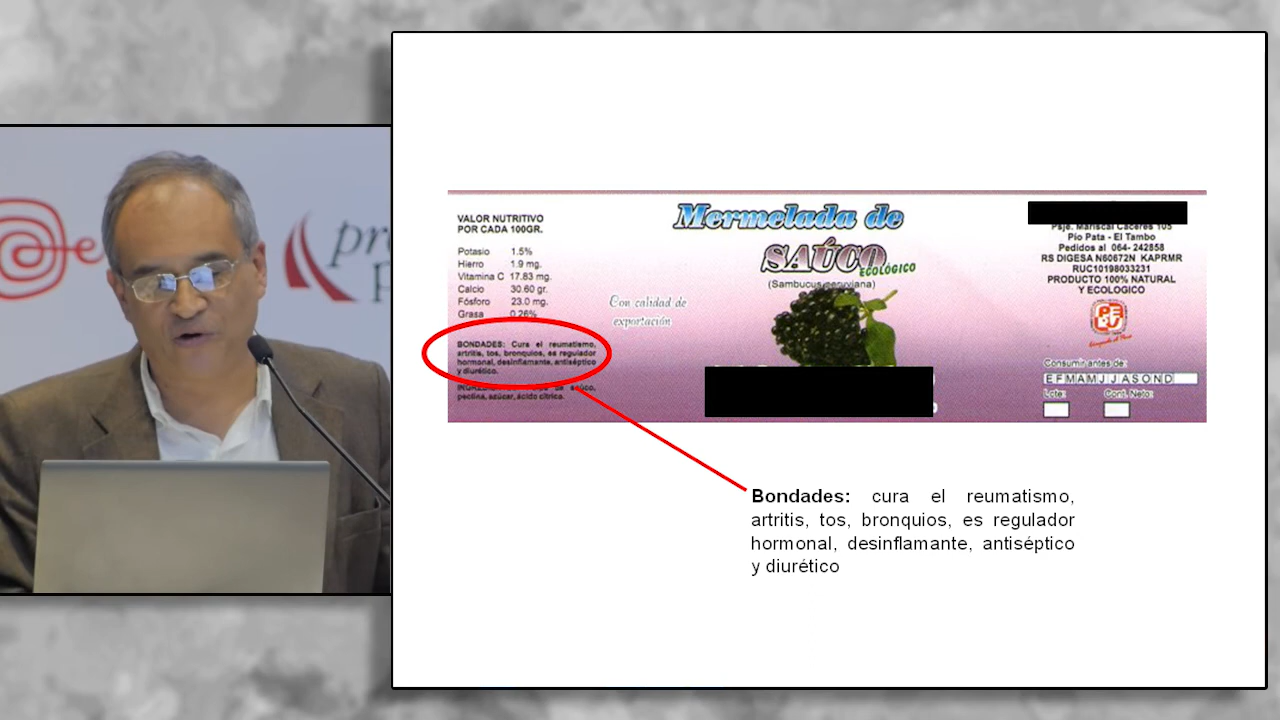 VALOR NUTRITIVO
POR CADA 100GR.
Potasio 1.5%
Hierro 1.9 mg.
Vitamina C 17.83 mg.
Calcio 30.60 gr.
Fósforo 23.0 mg.
Grasa 0.26%
BONDADES: Cura el reumatismo,
artritis, tos, bronquios, es regulador
hormonal, desinflamante, antiséptico
y diurético.
pectina, azúcar, ácido cítrico.
Con calidad de
exportación
Mermelada de
SAÚCO
ECOLÓGICO
(Sambucus peruviana)
Psje. Mariscal Cáceres 105
Pio Pata - El Tambo
Pedidos al 064- 242858
RS DIGESA N60672N KAPRMR
RUC10198033231
PRODUCTO 100% NATURAL
Y ECOLOGICO
PERU
Consumir antes de:
E F M A M J J A S O N D
Lote: Cont. Neto:
Bondades: cura el reumatismo,
artritis, tos, bronquios, es regulador
hormonal, desinflamante, antiséptico
y diurético